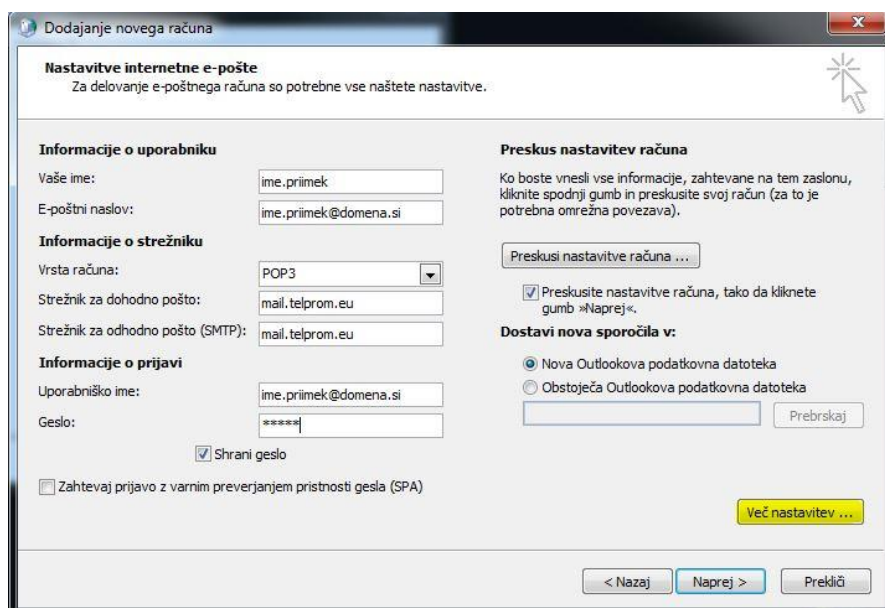 Dodajanje novega računa
Nastavitve internetne e-pošte
Za delovanje e-poštnega računa so potrebne vse naštete nastavitve.
Informacije o uporabniku
Vaše ime:
ime.priimek
E-poštni naslov:
ime.priimek@domena.si
Informacije o strežniku
Vrsta računa:
POP3
Strežnik za dohodno pošto:
mail.telprom.eu
Strežnik za odhodno pošto (SMTP):
mail.telprom.eu
Informacije o prijavi
Uporabniško ime:
ime.priimek@domena.si
Geslo:
*****
Shrani geslo
Zahtevaj prijavo z varnim preverjanjem pristnosti gesla (SPA)
Preskus nastavitev računa
Ko boste vnesli vse informacije, zahtevane na tem zaslonu,
kliknite spodnji gumb in preskusite svoj račun (za to je
potrebna omrežna povezava).
Preskusi nastavitve računa ...
Preskusite nastavitve računa, tako da kliknete
gumb »Naprej«.
Dostavi nova sporočila v:
Nova Outlookova podatkovna datoteka
Obstoječa Outlookova podatkovna datoteka
Prebrskaj
Več nastavitev ...
< Nazaj
Naprej >
Prekliči